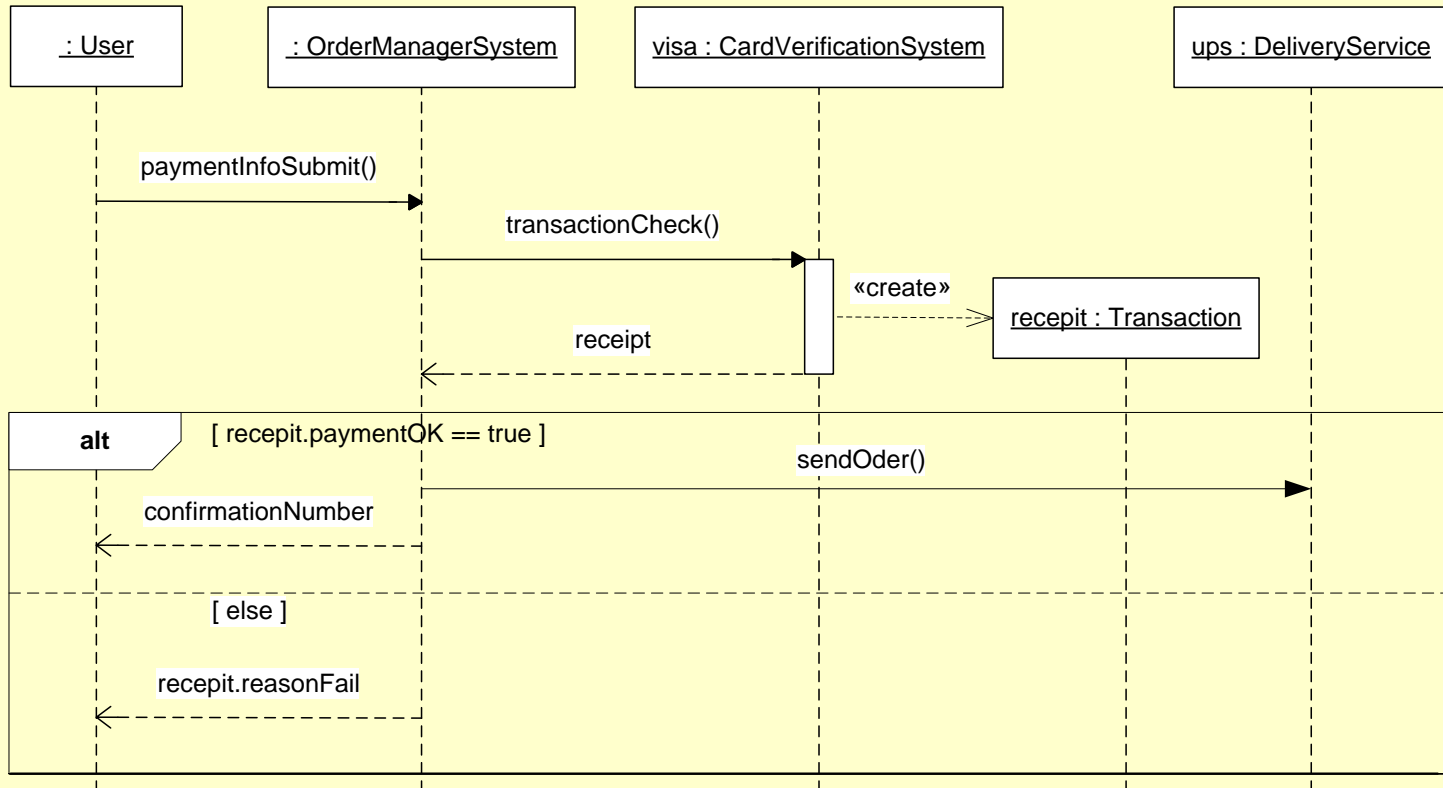 : User
: OrderManagerSystem
visa : CardVerificationSystem
ups : DeliveryService
paymentInfoSubmit()
transactionCheck()
«create»
recepit : Transaction
receipt
alt
[ recepit.paymentOK == true ]
sendOder()
confirmationNumber
[ else ]
recepit.reasonFail